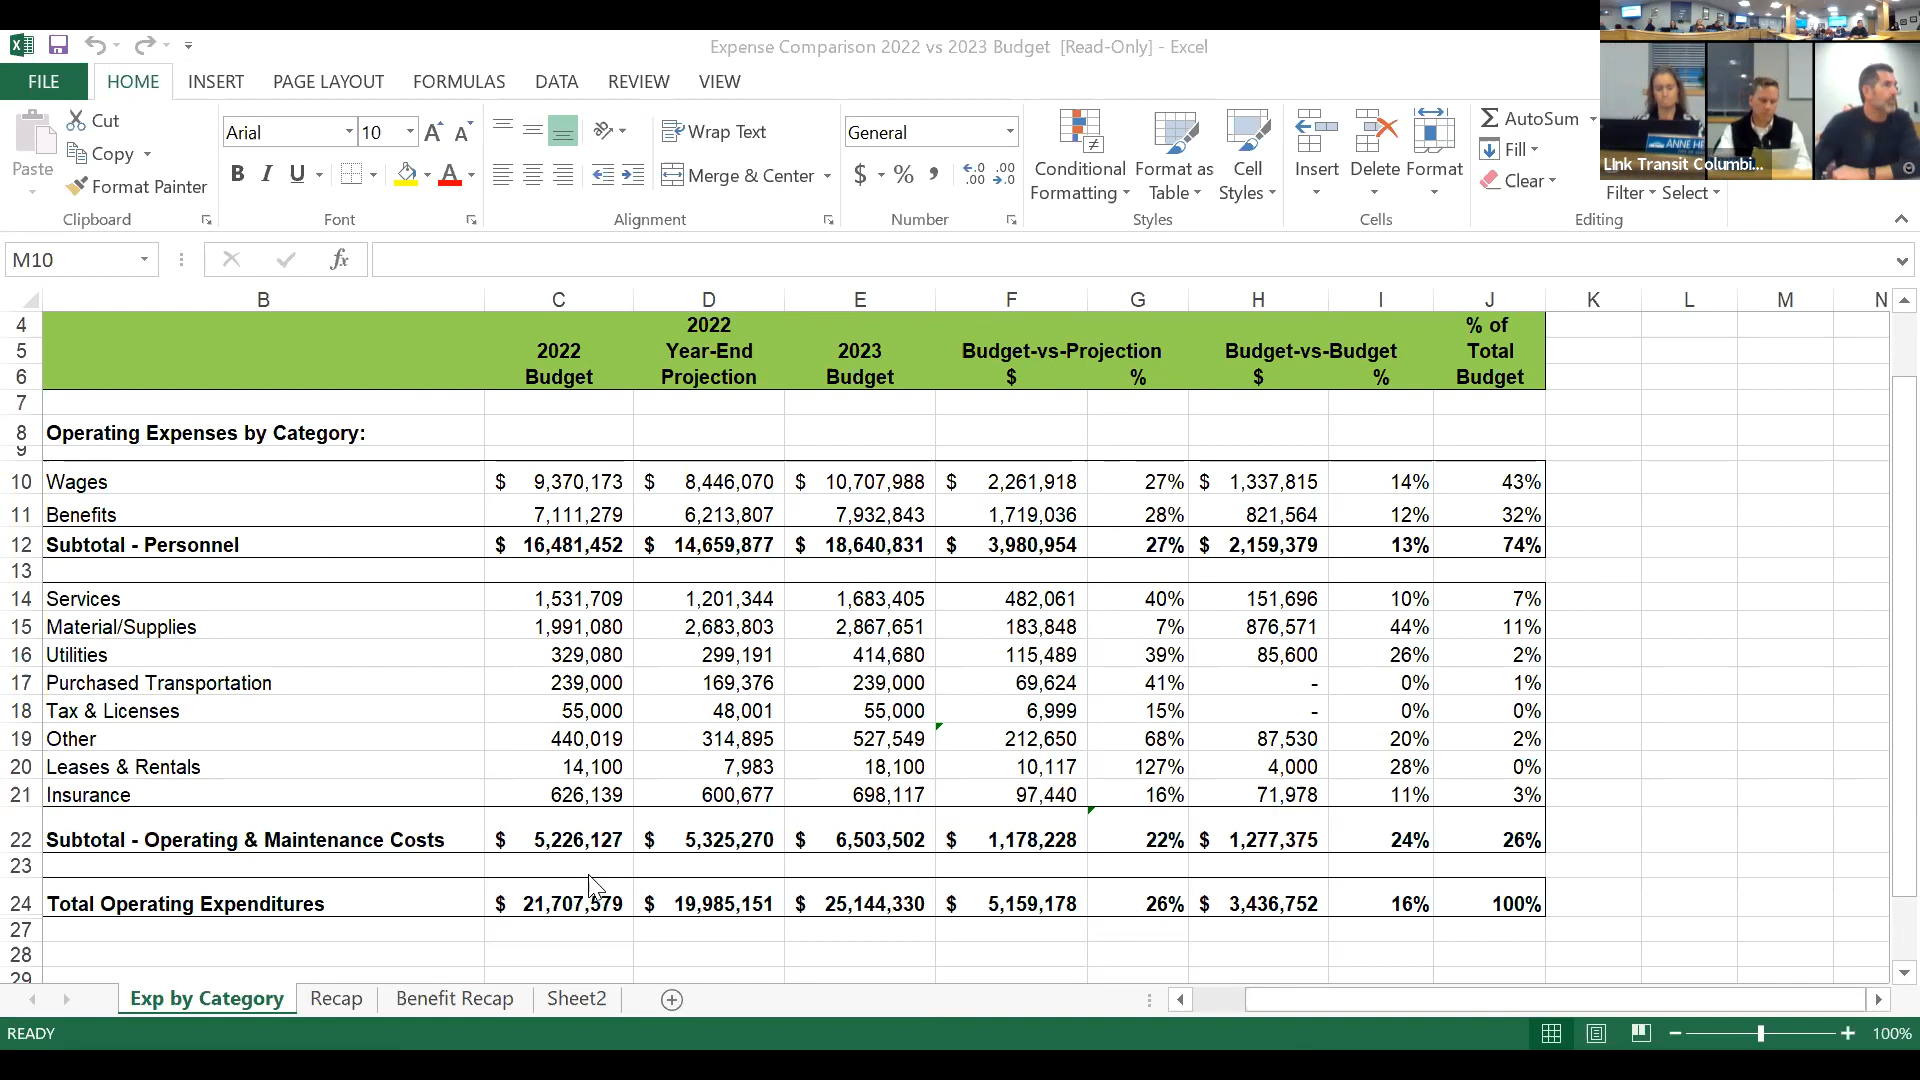 Expense Comparison 2022 vs 2023 Budget [Read-Only] - Excel
FILE HOME INSERT PAGE LAYOUT FORMULAS DATA REVIEW VIEW
Paste
Cut
Copy
Format Painter
Clipboard
Arial 10
B I U
Font
Wrap Text
Merge & Center
Alignment
General
$ % ,
Number
Conditional Formatting
Format as Table
Cell Styles
Styles
Insert Delete Format
Cells
AutoSum
Fill
Clear
Filter Select
Editing
ANNE HE
LInk Transit Columbi...
M10 fx
B C D E F G H I J K L M N
4 2022 % of
5 2022 Year-End 2023 Budget-vs-Projection Budget-vs-Budget Total
6 Budget Projection Budget $ % $ % Budget
7
8 Operating Expenses by Category:
9
10 Wages $ 9,370,173 $ 8,446,070 $ 10,707,988 $ 2,261,918 27% $ 1,337,815 14% 43%
11 Benefits 7,111,279 6,213,807 7,932,843 1,719,036 28% 821,564 12% 32%
12 Subtotal - Personnel $ 16,481,452 $ 14,659,877 $ 18,640,831 $ 3,980,954 27% $ 2,159,379 13% 74%
13
14 Services 1,531,709 1,201,344 1,683,405 482,061 40% 151,696 10% 7%
15 Material/Supplies 1,991,080 2,683,803 2,867,651 183,848 7% 876,571 44% 11%
16 Utilities 329,080 299,191 414,680 115,489 39% 85,600 26% 2%
17 Purchased Transportation 239,000 169,376 239,000 69,624 41% - 0% 1%
18 Tax & Licenses 55,000 48,001 55,000 6,999 15% - 0% 0%
19 Other 440,019 314,895 527,549 212,650 68% 87,530 20% 2%
20 Leases & Rentals 14,100 7,983 18,100 10,117 127% 4,000 28% 0%
21 Insurance 626,139 600,677 698,117 97,440 16% 71,978 11% 3%
22 Subtotal - Operating & Maintenance Costs $ 5,226,127 $ 5,325,270 $ 6,503,502 $ 1,178,228 22% $ 1,277,375 24% 26%
23
24 Total Operating Expenditures $ 21,707,579 $ 19,985,151 $ 25,144,330 $ 5,159,178 26% $ 3,436,752 16% 100%
27
28
29
Exp by Category Recap Benefit Recap Sheet2
READY 100%